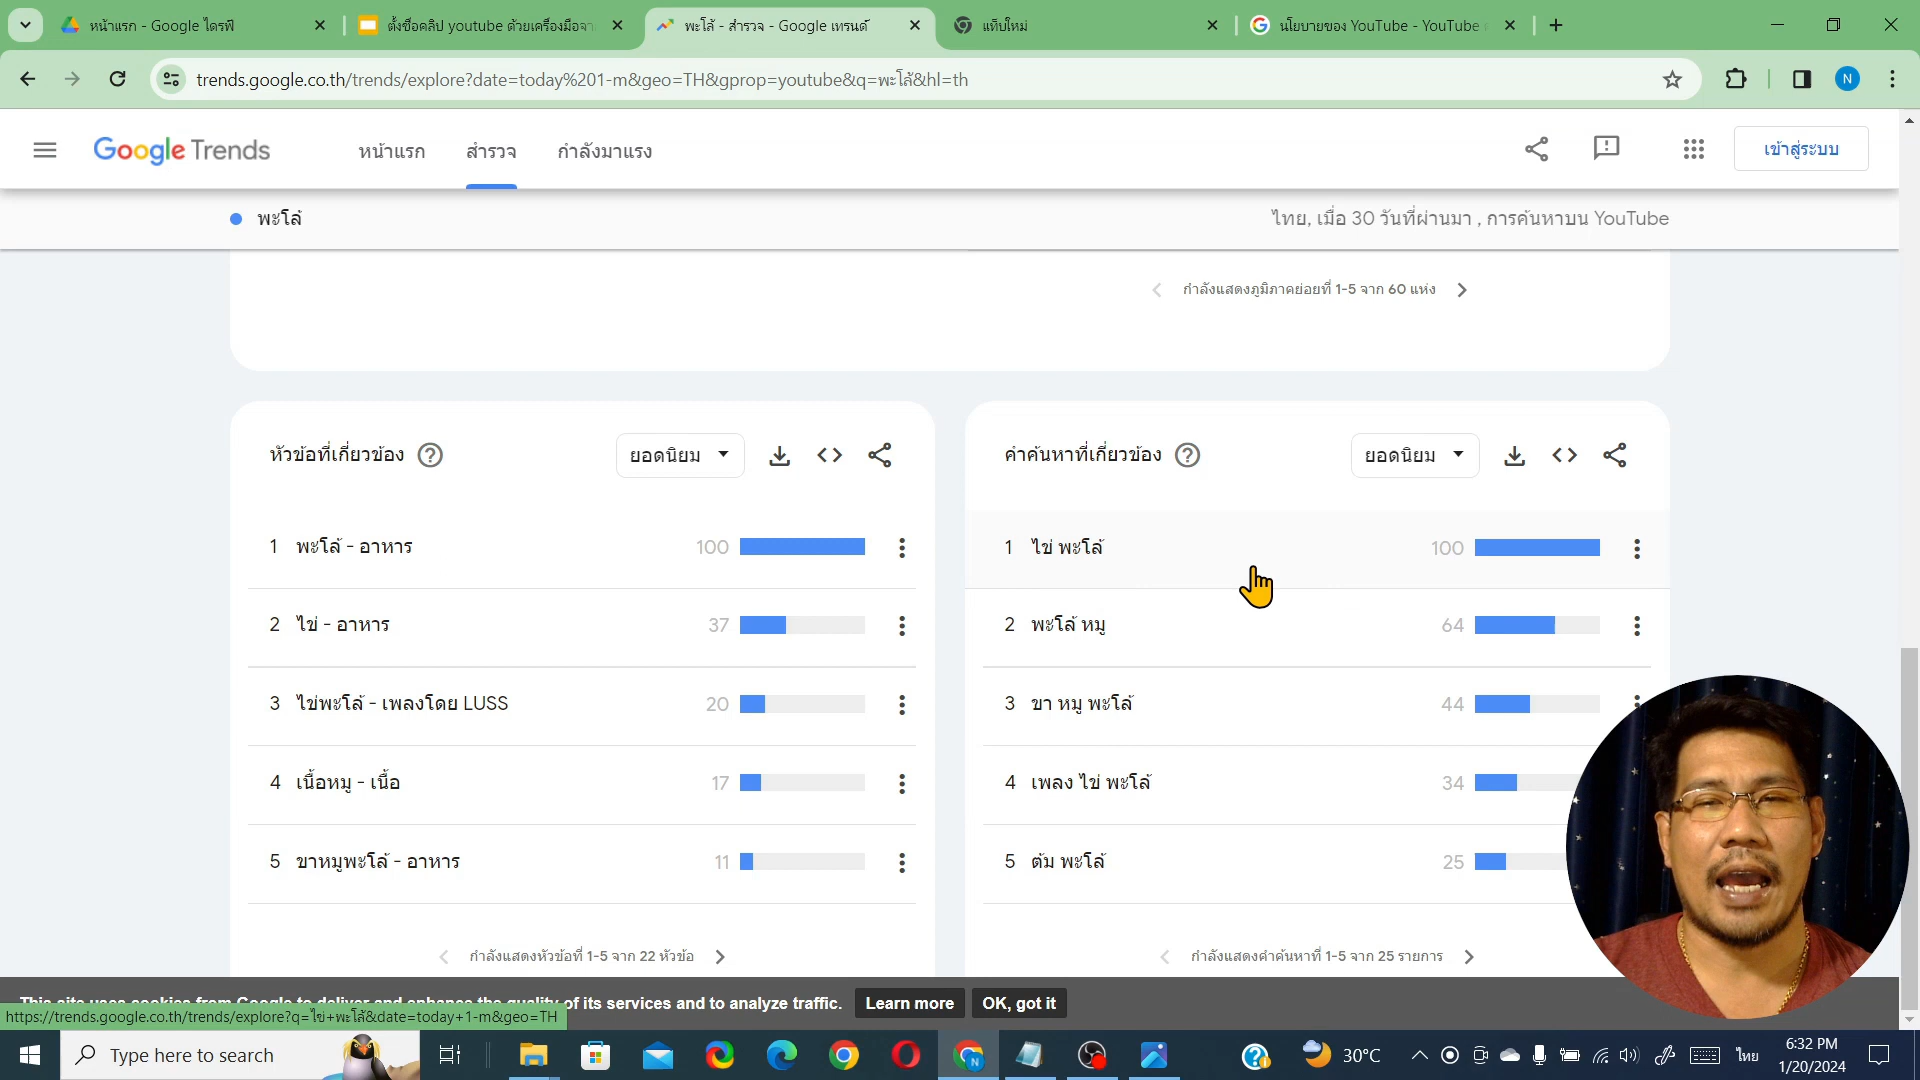 หน้าแรก - Google ไดรฟ์
ตั้งชื่อคลิป youtube ด้วยเครื่องมือจา
พะโล้ - สำรวจ - Google เทรนด์
แท็บใหม่
นโยบายของ YouTube - YouTube
trends.google.co.th/trends/explore?date=today%201-m&geo=TH&gprop=youtube&q=พะโล้&hl=th
N
Google Trends
หน้าแรก
สำรวจ
กำลังมาแรง
เข้าสู่ระบบ
พะโล้
ไทย, เมื่อ 30 วันที่ผ่านมา , การค้นหาบน YouTube
กำลังแสดงภูมิภาคย่อยที่ 1-5 จาก 60 แห่ง
หัวข้อที่เกี่ยวข้อง
ยอดนิยม
1 พะโล้ - อาหาร 100
2 ไข่ - อาหาร 37
3 ไข่พะโล้ - เพลงโดย LUSS 20
4 เนื้อหมู - เนื้อ 17
5 ขาหมูพะโล้ - อาหาร 11
กำลังแสดงหัวข้อที่ 1-5 จาก 22 หัวข้อ
คำค้นหาที่เกี่ยวข้อง
ยอดนิยม
1 ไข่ พะโล้ 100
2 พะโล้ หมู 64
3 ขา หมู พะโล้ 44
4 เพลง ไข่ พะโล้ 34
5 ต้ม พะโล้ 25
กำลังแสดงคำค้นหาที่ 1-5 จาก 25 รายการ
This site uses cookies from Google to deliver and enhance the quality of its services and to analyze traffic.
Learn more
OK, got it
https://trends.google.co.th/trends/explore?q=ไข่+พะโล้&date=today+1-m&geo=TH
Type here to search
30°C
ไทย
6:32 PM
1/20/2024